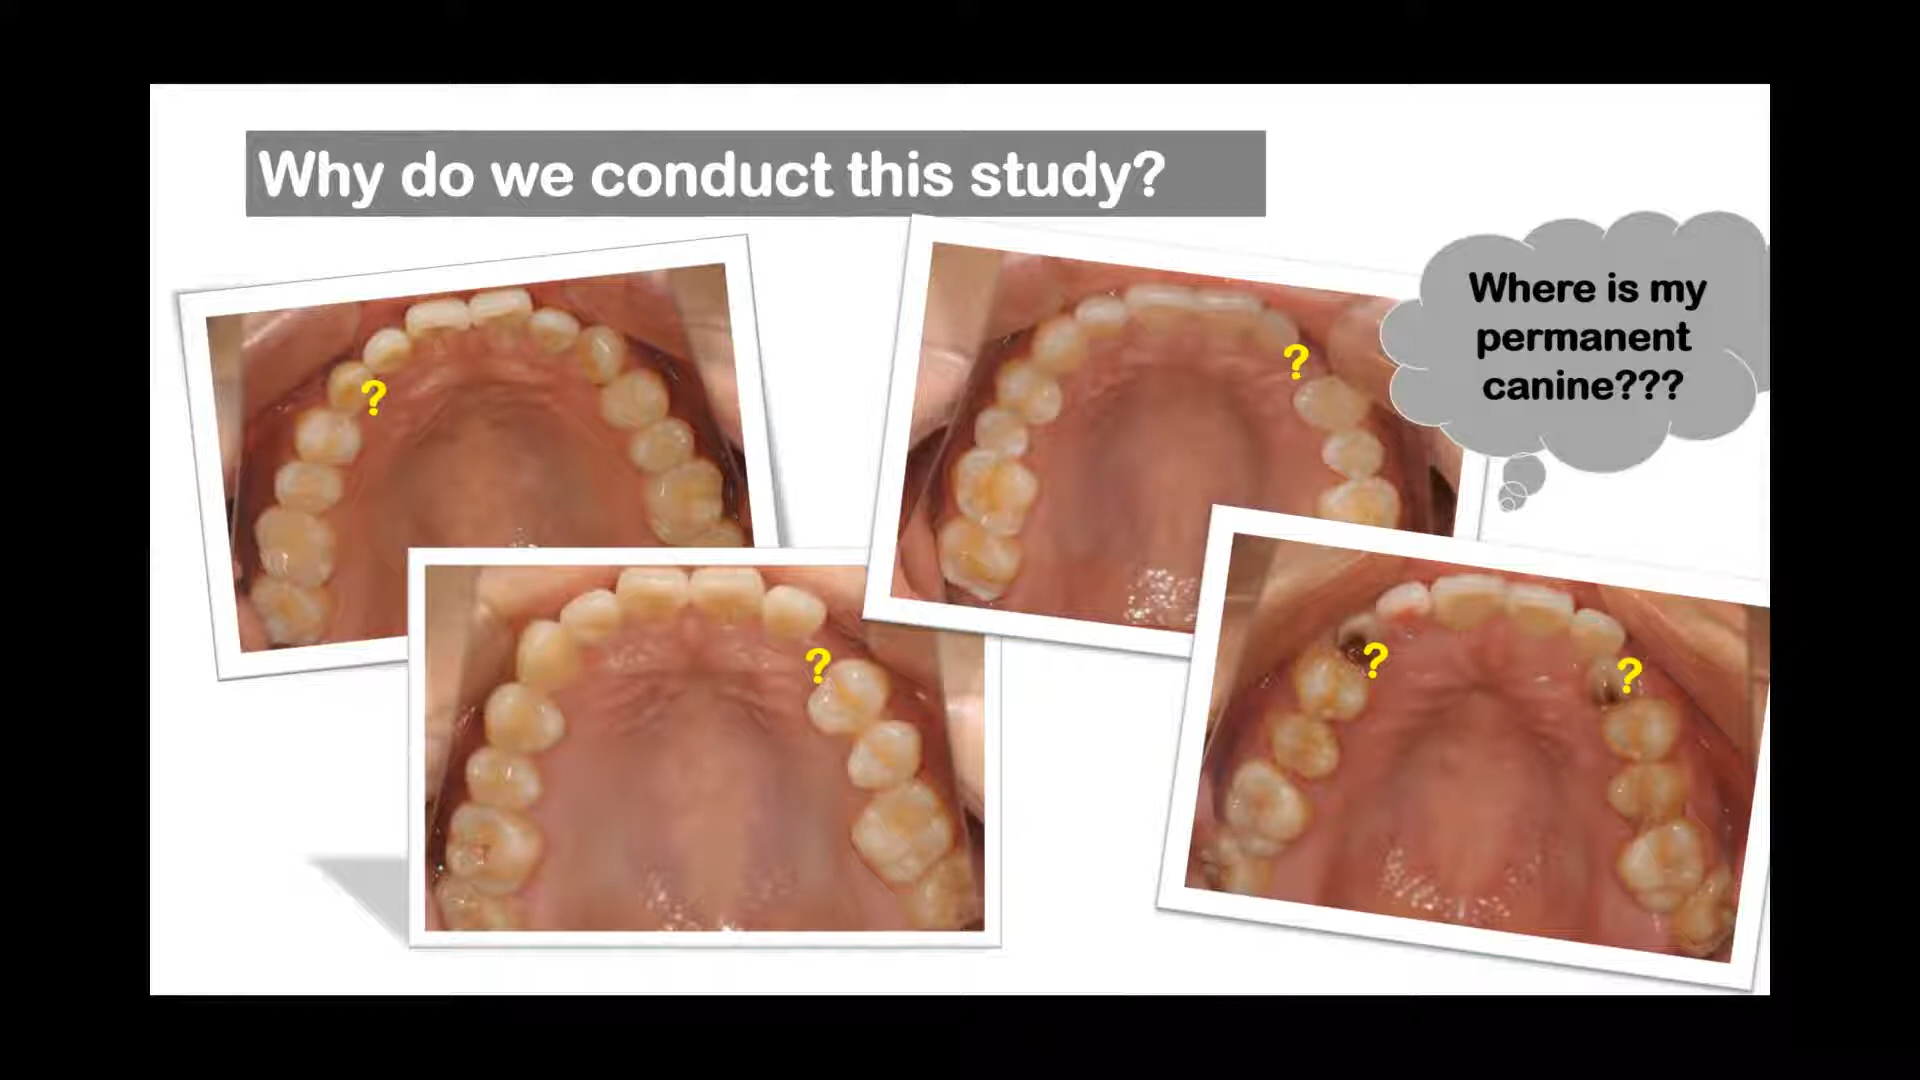 Why do we conduct this study?
Where is my
permanent
canine???
?
?
?
?
?